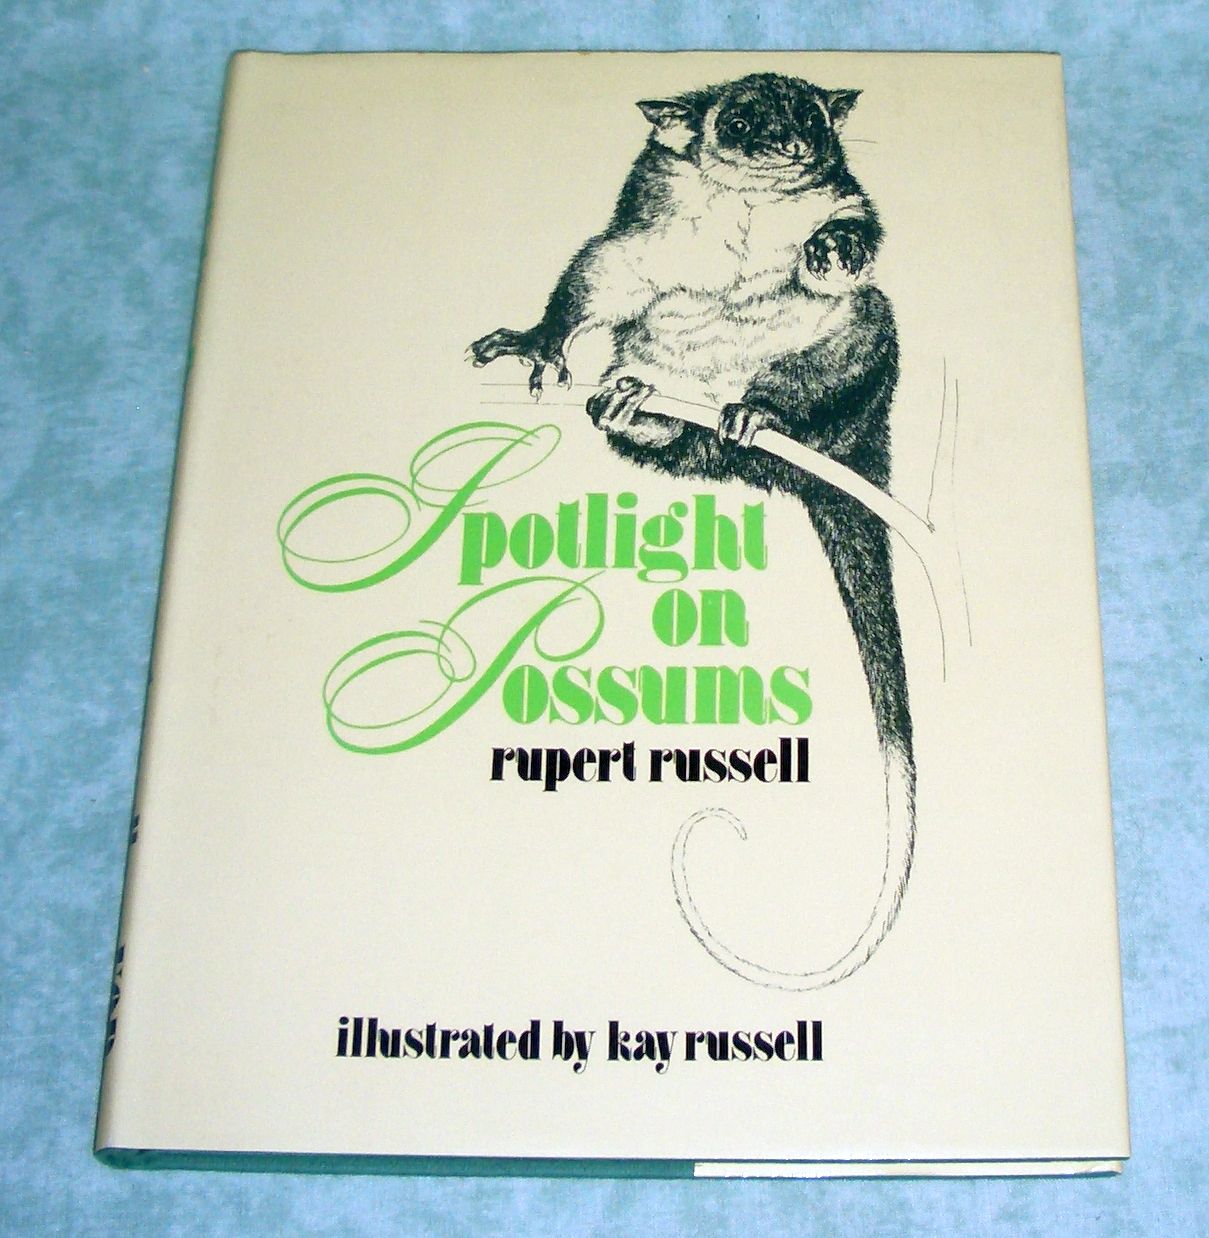 Spotlight
on
Possums
rupert russell
illustrated by kay russell